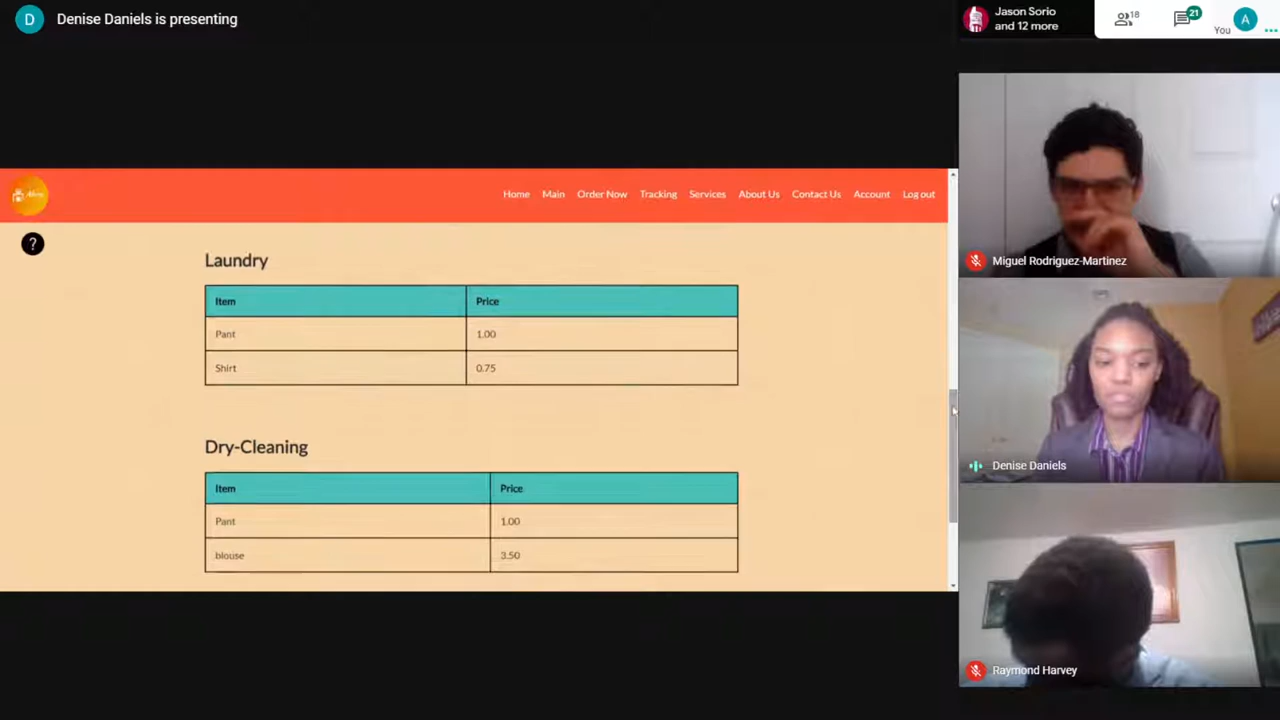 D Denise Daniels is presenting
Jason Sorio
and 12 more
18
21
You
A
Home Main Order Now Tracking Services About Us Contact Us Account Log out
?
Laundry
Item Price
Pant 1.00
Shirt 0.75
Dry-Cleaning
Item Price
Pant 1.00
blouse 3.50
Miguel Rodriguez-Martinez
Denise Daniels
Raymond Harvey